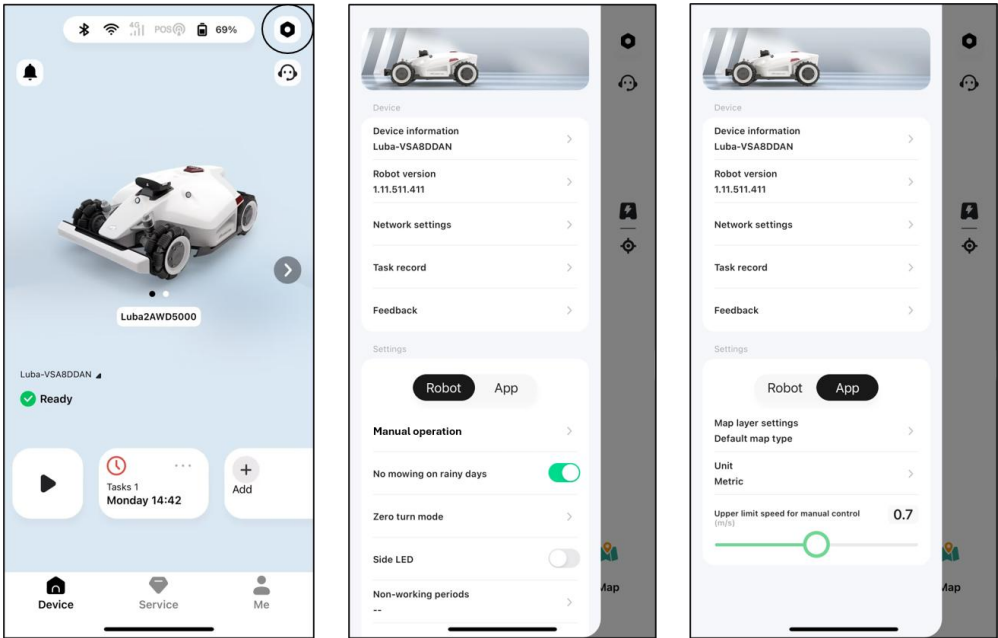 4G POS 69%
Luba2AWD5000
Luba-VSA8DDAN
Ready
Tasks 1
Monday 14:42
Add
Device Service Me
Device
Device information
Luba-VSA8DDAN
Robot version
1.11.511.411
Network settings
Task record
Feedback
Settings
Robot App
Manual operation
No mowing on rainy days
Zero turn mode
Side LED
Non-working periods
--
Map
Device
Device information
Luba-VSA8DDAN
Robot version
1.11.511.411
Network settings
Task record
Feedback
Settings
Robot App
Map layer settings
Default map type
Unit
Metric
Upper limit speed for manual control 0.7
(m/s)
Map